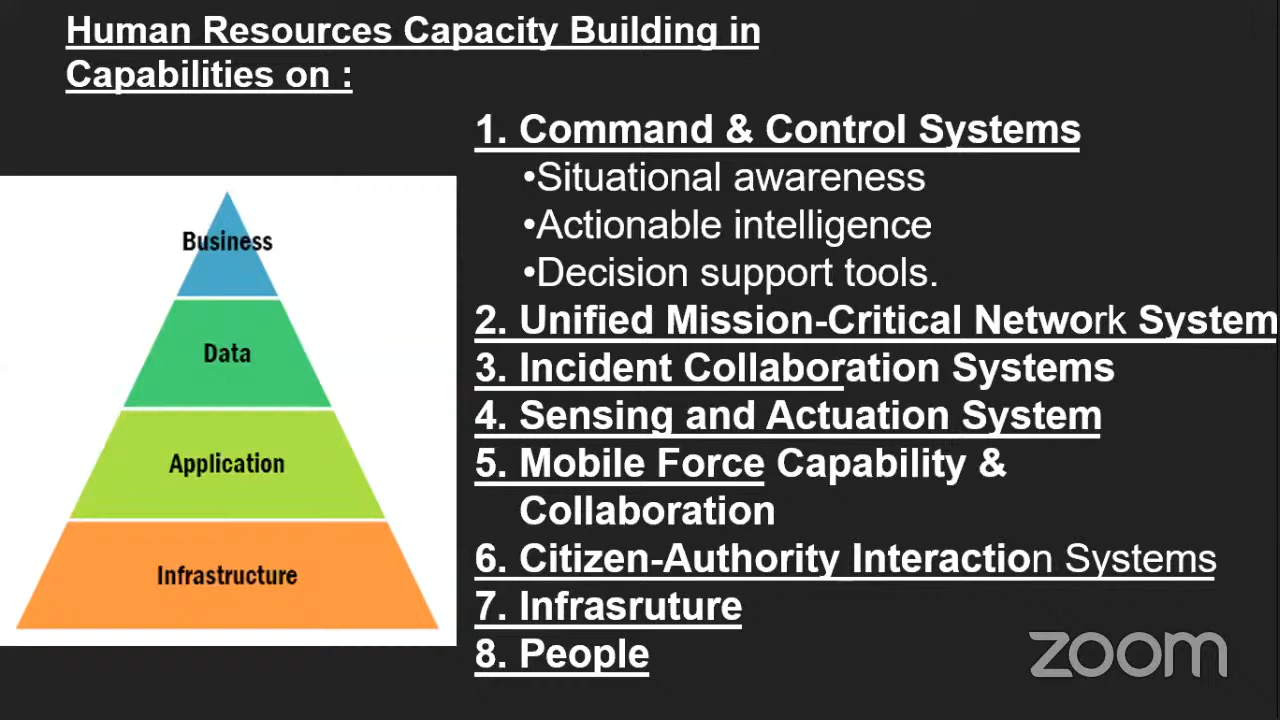 Human Resources Capacity Building in
Capabilities on :
1. Command & Control Systems
•Situational awareness
•Actionable intelligence
•Decision support tools.
2. Unified Mission-Critical Network System
3. Incident Collaboration Systems
4. Sensing and Actuation System
5. Mobile Force Capability &
Collaboration
6. Citizen-Authority Interaction Systems
7. Infrasruture
8. People
Business
Data
Application
Infrastructure
zoom